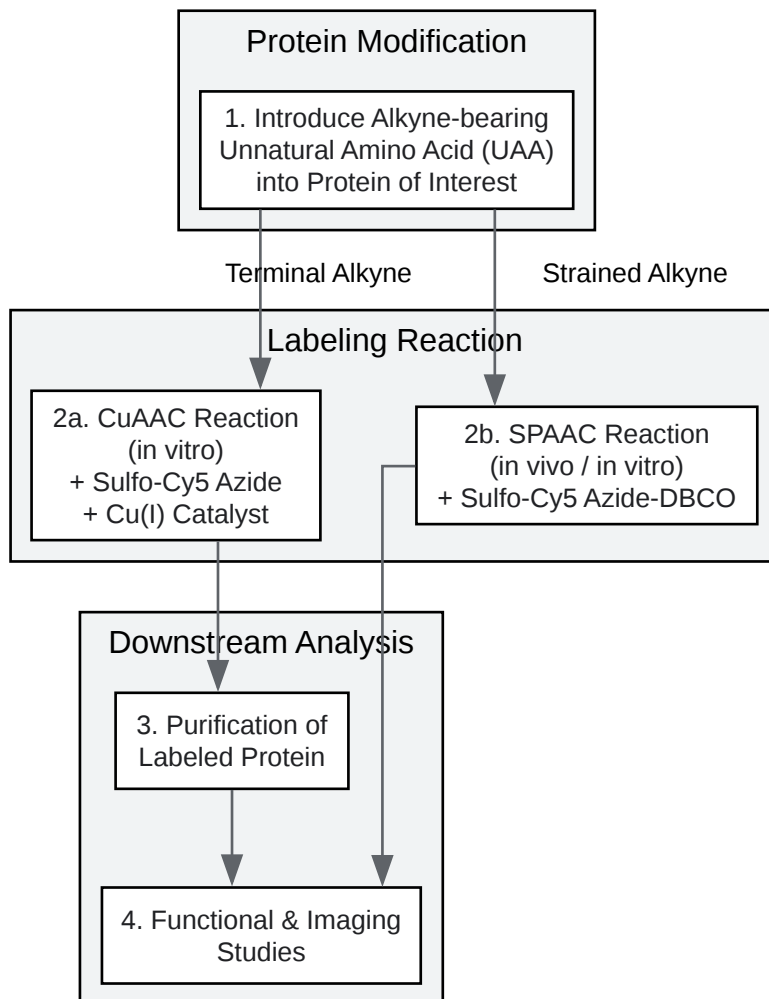 Protein Modification
1. Introduce Alkyne-bearing
Unnatural Amino Acid (UAA)
into Protein of Interest
Terminal Alkyne
Strained Alkyne
Labeling Reaction
2a. CuAAC Reaction
(in vitro)
+ Sulfo-Cy5 Azide
+ Cu(I) Catalyst
2b. SPAAC Reaction
(in vivo / in vitro)
+ Sulfo-Cy5 Azide-DBCO
Downstream Analysis
3. Purification of
Labeled Protein
4. Functional & Imaging
Studies